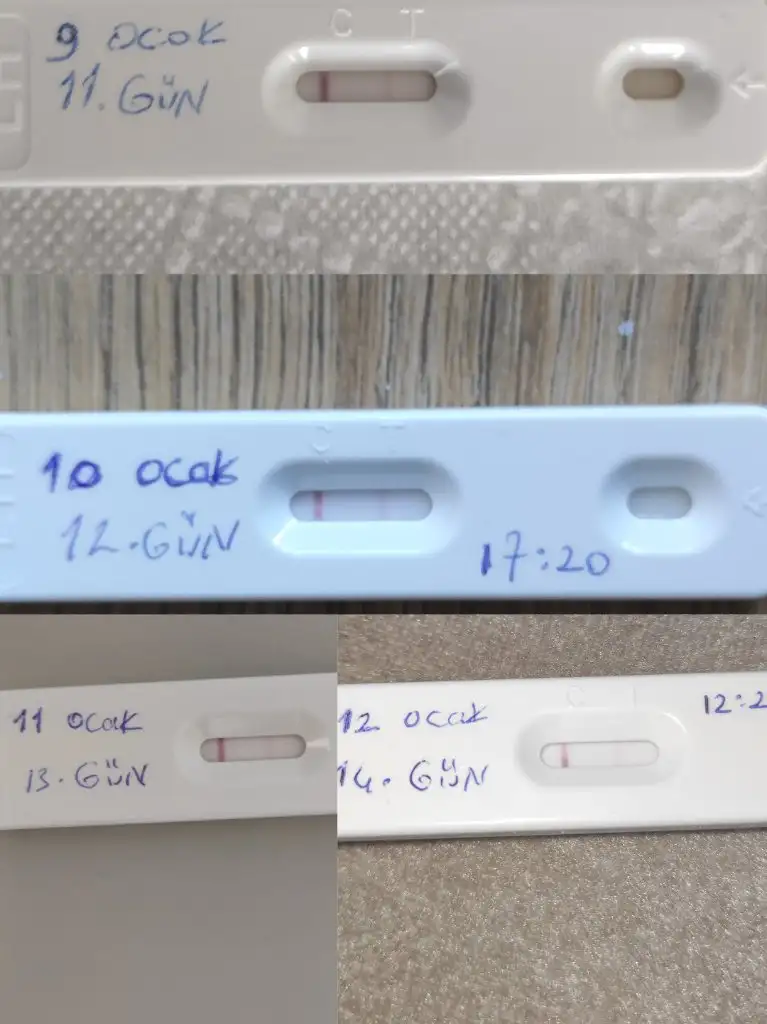 C T
9 ocak
11. GÜN
C T
10 ocak
12. GÜN
17:20
11 ocak
13. GÜN
C
12 ocak
12:2
14. GÜN